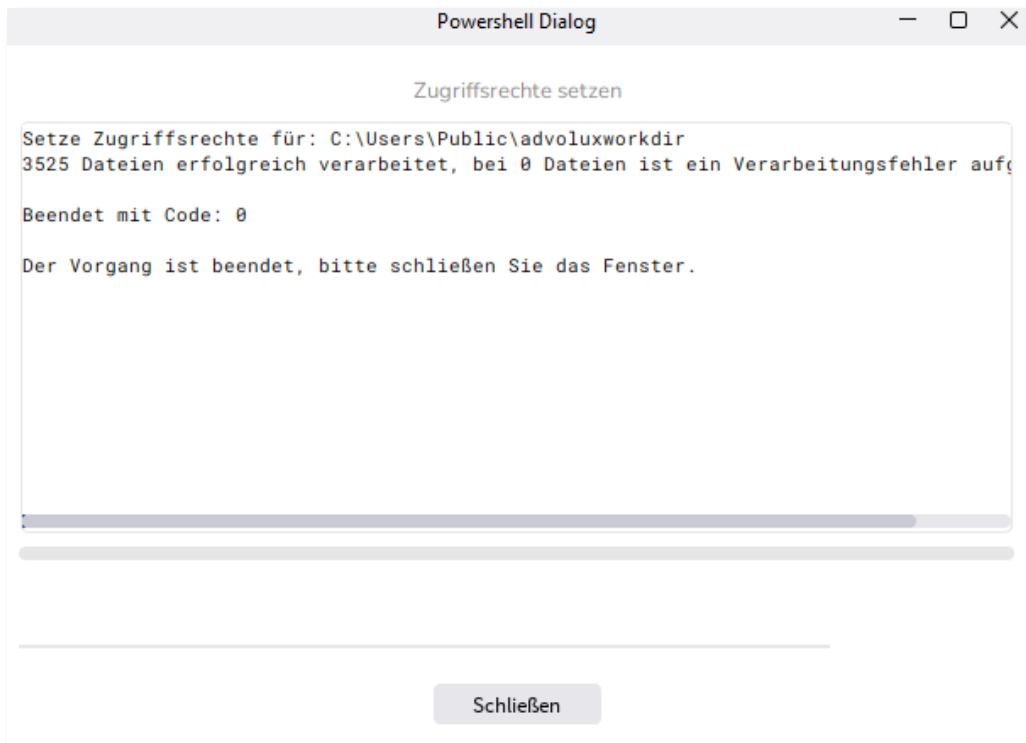 Powershell Dialog
Zugriffsrechte setzen
Setze Zugriffsrechte für: C:\Users\Public\advoluxworkdir
3525 Dateien erfolgreich verarbeitet, bei 0 Dateien ist ein Verarbeitungsfehler
Beendet mit Code: 0
Der Vorgang ist beendet, bitte schließen Sie das Fenster.
Schließen